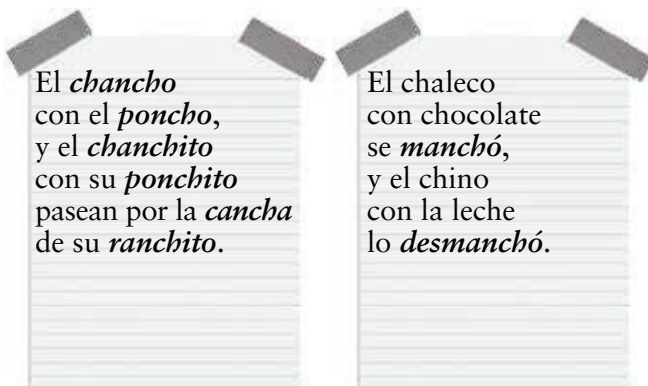 El chancho
con el poncho,
y el chanchito
con su ponchito
pasean por la cancha
de su ranchito.
El chaleco
con chocolate
se manchó,
y el chino
con la leche
lo desmanchó.